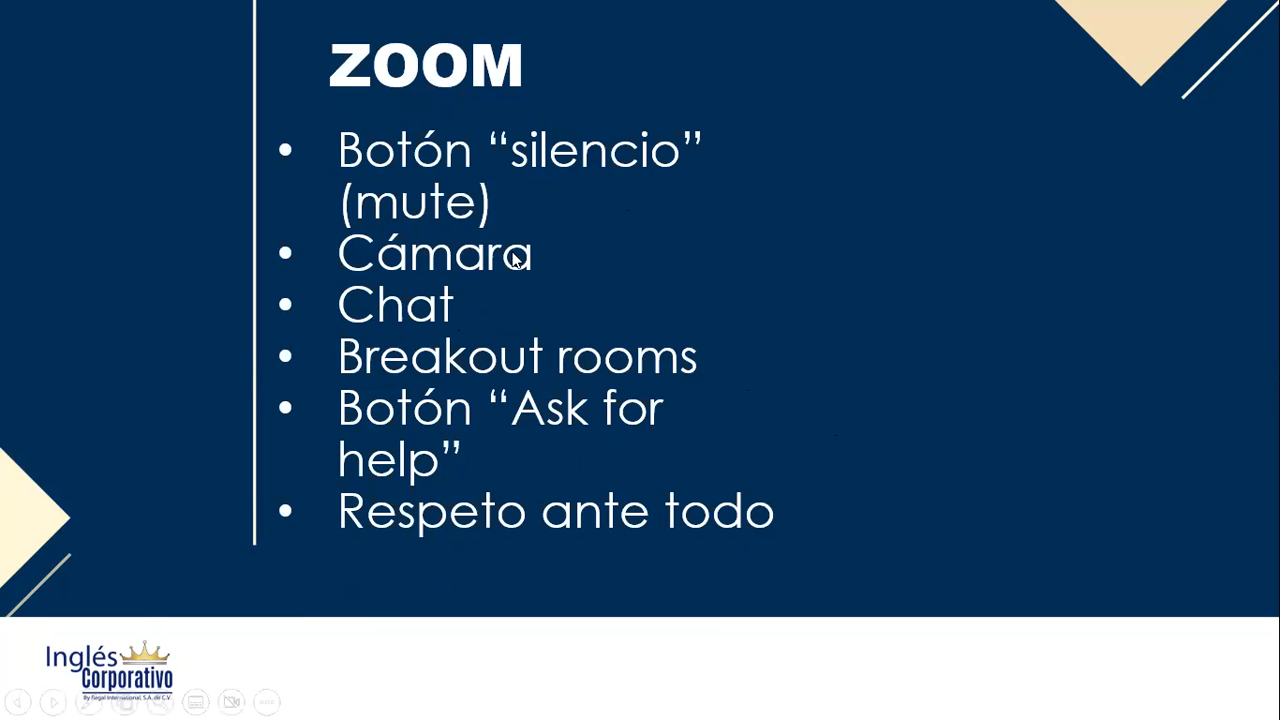 ZOOM
• Botón “silencio”
(mute)
• Cámara
• Chat
• Breakout rooms
• Botón “Ask for
help”
• Respeto ante todo
Inglés
Corporativo
By Regal International, S.A. de C.V.